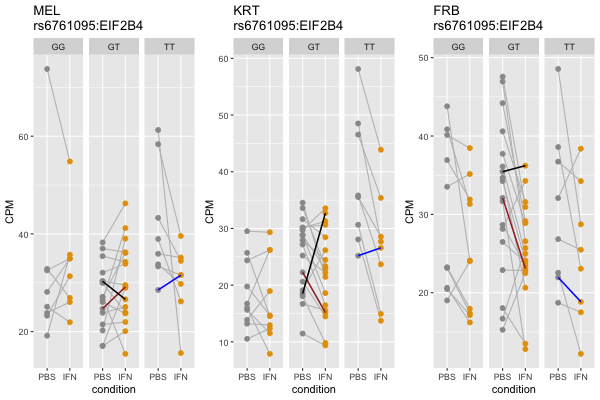 MEL
rs6761095:EIF2B4
GG GT TT
CPM
60
40
20
PBS IFN PBS IFN PBS IFN
condition
KRT
rs6761095:EIF2B4
GG GT TT
CPM
60
50
40
30
20
10
PBS IFN PBS IFN PBS IFN
condition
FRB
rs6761095:EIF2B4
GG GT TT
CPM
50
40
30
20
PBS IFN PBS IFN PBS IFN
condition